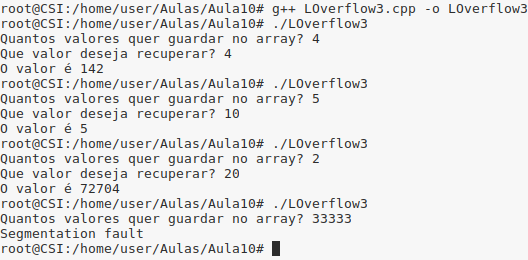 root@CSI:/home/user/Aulas/Aula10# g++ LOverflow3.cpp -o LOverflow3
root@CSI:/home/user/Aulas/Aula10# ./LOverflow3
Quantos valores quer guardar no array? 4
Que valor deseja recuperar? 4
O valor é 142
root@CSI:/home/user/Aulas/Aula10# ./LOverflow3
Quantos valores quer guardar no array? 5
Que valor deseja recuperar? 10
O valor é 5
root@CSI:/home/user/Aulas/Aula10# ./LOverflow3
Quantos valores quer guardar no array? 2
Que valor deseja recuperar? 20
O valor é 72704
root@CSI:/home/user/Aulas/Aula10# ./LOverflow3
Quantos valores quer guardar no array? 33333
Segmentation fault
root@CSI:/home/user/Aulas/Aula10#